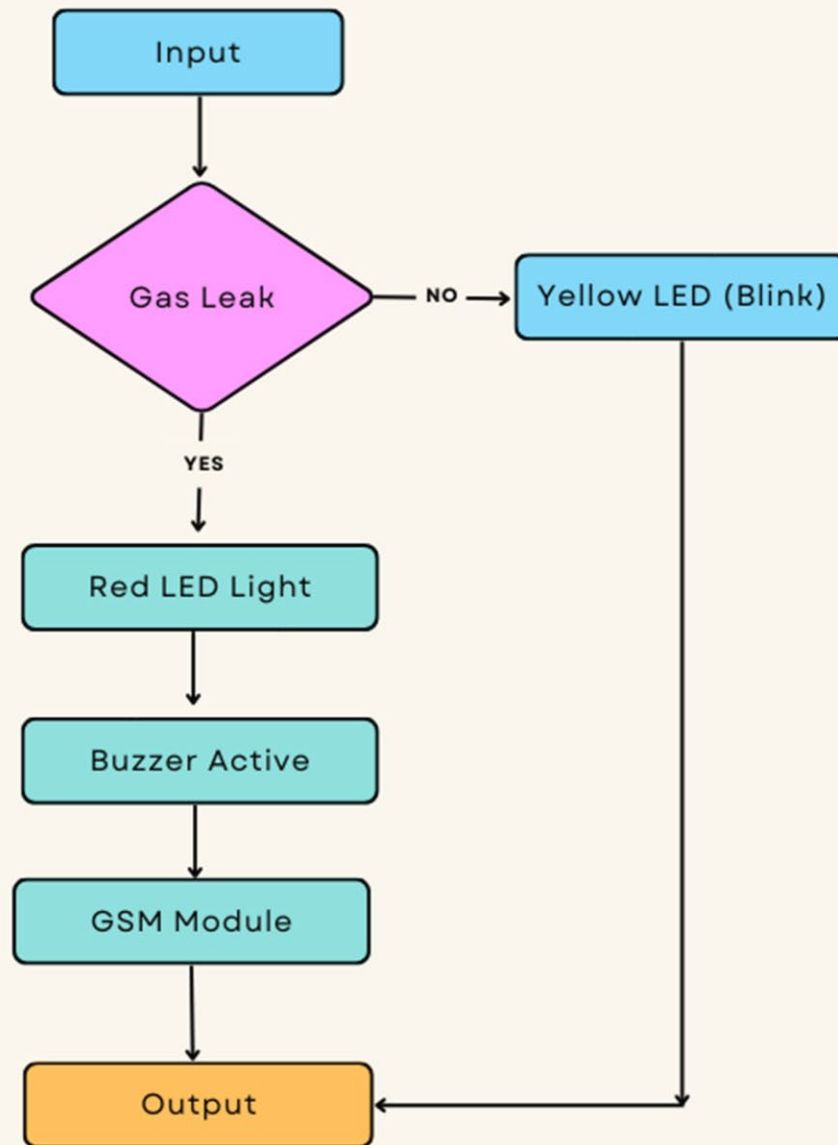 Input
Gas Leak
NO
Yellow LED (Blink)
YES
Red LED Light
Buzzer Active
GSM Module
Output